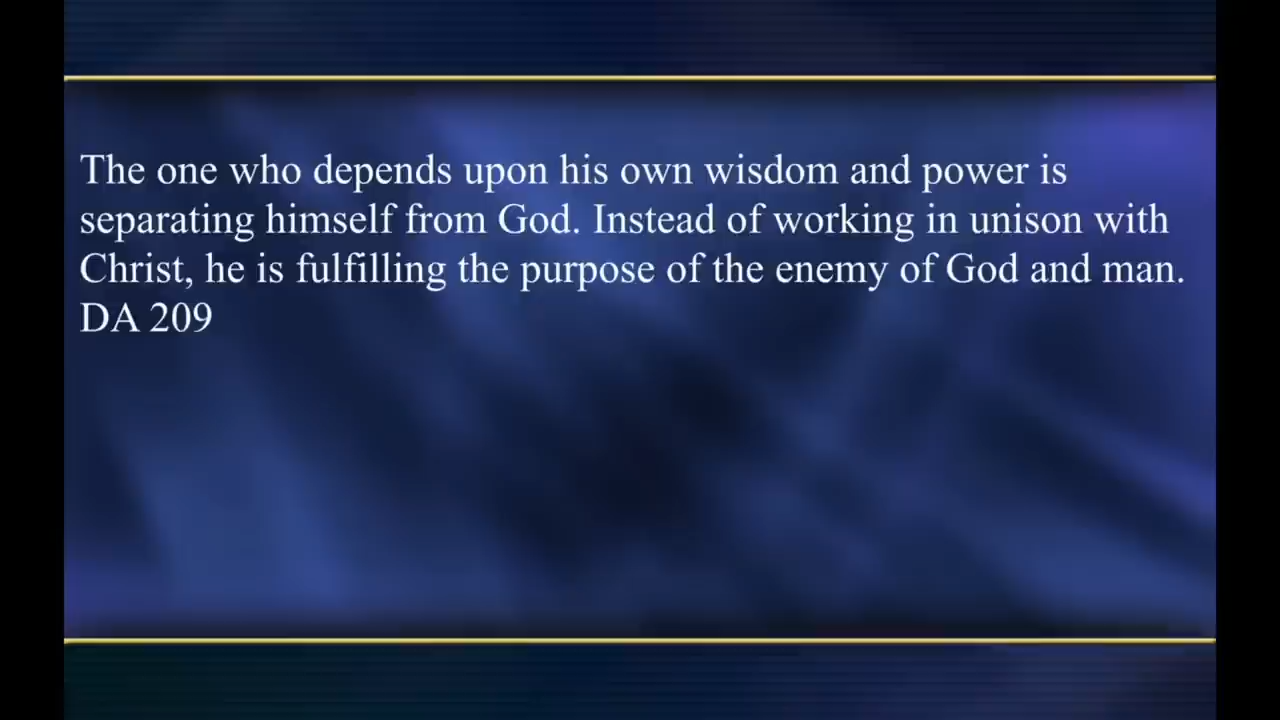 The one who depends upon his own wisdom and power is
separating himself from God. Instead of working in unison with
Christ, he is fulfilling the purpose of the enemy of God and man.
DA 209